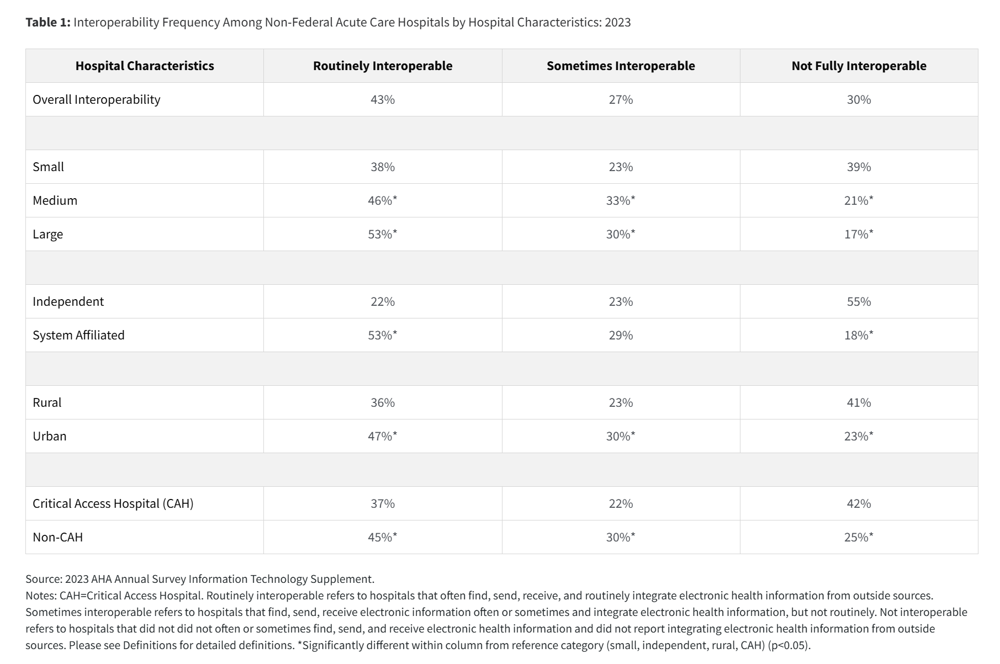 Table 1: Interoperability Frequency Among Non-Federal Acute Care Hospitals by Hospital Characteristics: 2023
Hospital Characteristics Routinely Interoperable Sometimes Interoperable Not Fully Interoperable
Overall Interoperability 43% 27% 30%
Small 38% 23% 39%
Medium 46%* 33%* 21%*
Large 53%* 30%* 17%*
Independent 22% 23% 55%
System Affiliated 53%* 29% 18%*
Rural 36% 23% 41%
Urban 47%* 30%* 23%*
Critical Access Hospital (CAH) 37% 22% 42%
Non-CAH 45%* 30%* 25%*
Source: 2023 AHA Annual Survey Information Technology Supplement.
Notes: CAH=Critical Access Hospital. Routinely interoperable refers to hospitals that often find, send, receive, and routinely integrate electronic health information from outside sources.
Sometimes interoperable refers to hospitals that find, send, receive electronic information often or sometimes and integrate electronic health information, but not routinely. Not interoperable
refers to hospitals that did not did not often or sometimes find, send, and receive electronic health information and did not report integrating electronic health information from outside
sources. Please see Definitions for detailed definitions. *Significantly different within column from reference category (small, independent, rural, CAH) (p<0.05).